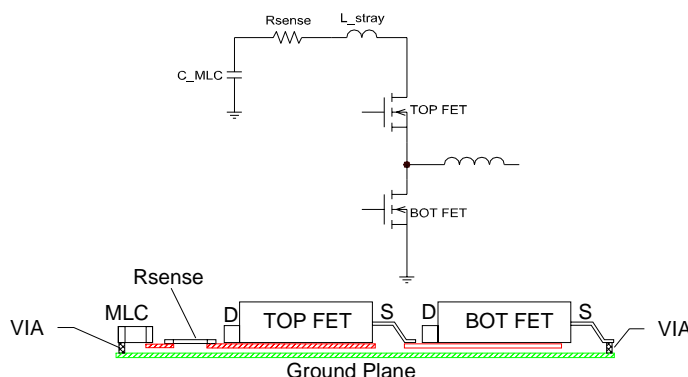 Rsense
L_stray
C_MLC
TOP FET
BOT FET
Rsense
MLC
D
TOP FET
S
D
BOT FET
S
VIA
VIA
Ground Plane